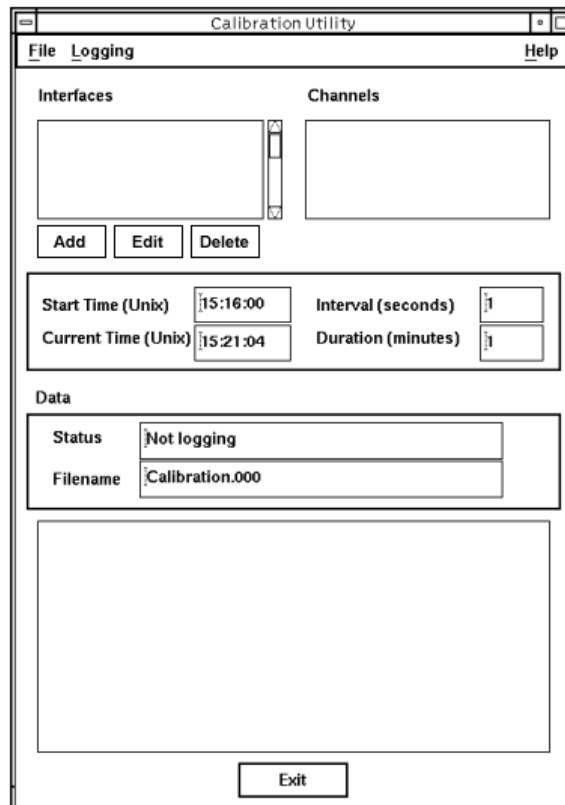 Calibration Utility
File Logging Help
Interfaces Channels
Add Edit Delete
Start Time (Unix) 15:16:00 Interval (seconds) 1
Current Time (Unix) 15:21:04 Duration (minutes) 1
Data
Status Not logging
Filename Calibration.000
Exit